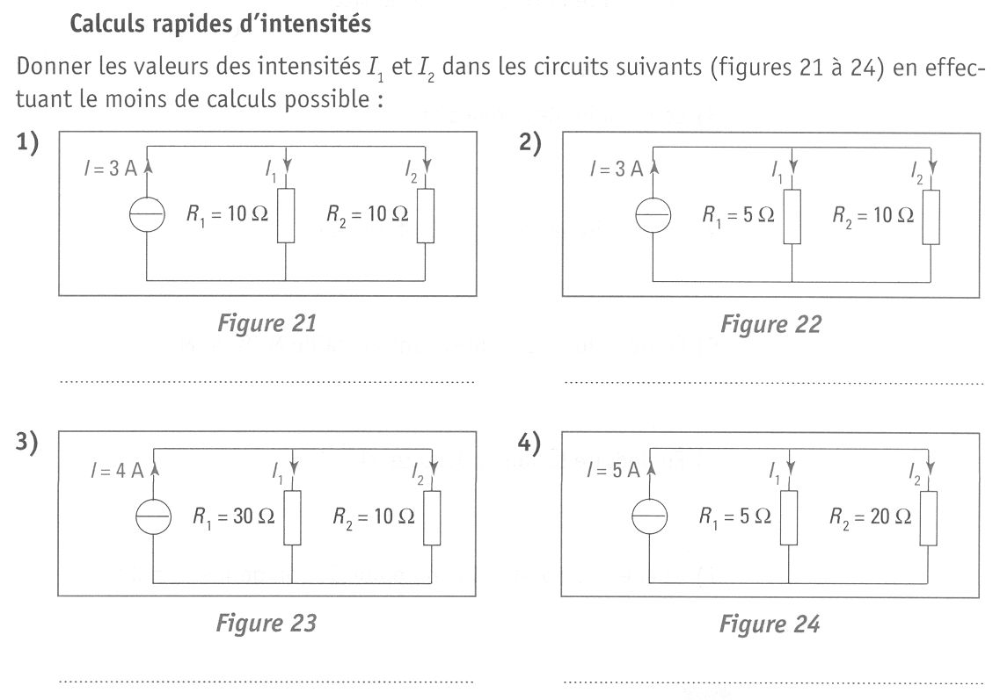 Calculs rapides d'intensités
Donner les valeurs des intensités I₁ et I₂ dans les circuits suivants (figures 21 à 24) en effec-
tuant le moins de calculs possible :
1)
I = 3 A
I₁
I₂
R₁ = 10 Ω
R₂ = 10 Ω
Figure 21
2)
I = 3 A
I₁
I₂
R₁ = 5 Ω
R₂ = 10 Ω
Figure 22
3)
I = 4 A
I₁
I₂
R₁ = 30 Ω
R₂ = 10 Ω
Figure 23
4)
I = 5 A
I₁
I₂
R₁ = 5 Ω
R₂ = 20 Ω
Figure 24